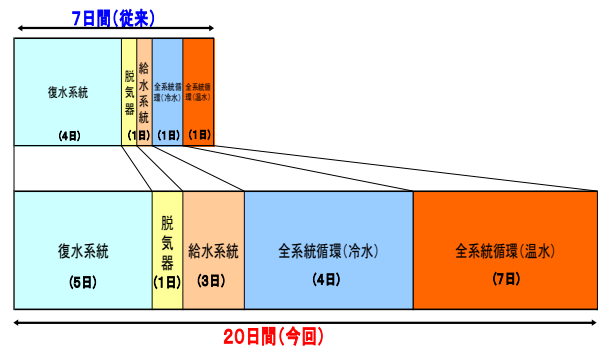 7日間(従来)
復水系統
(4日)
脱気器
給水系統
(1日)
全系統循
環(冷水)
(1日)
全系統循
環(温水)
(1日)
復水系統
(5日)
脱気器
(1日)
給水系統
(3日)
全系統循環(冷水)
(4日)
全系統循環(温水)
(7日)
20日間(今回)